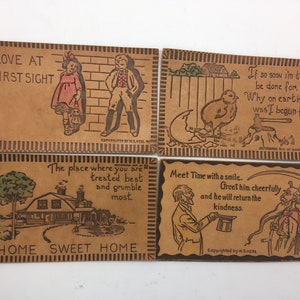 LOVE AT
FIRST SIGHT
If so soon I'm
be done for,
Why on eart
was I begun
The place where you are
treated best
and grumble
most.
HOME SWEET HOME
Meet Time with a smile.
Greet him cheerfully
and he will return the
kindness.